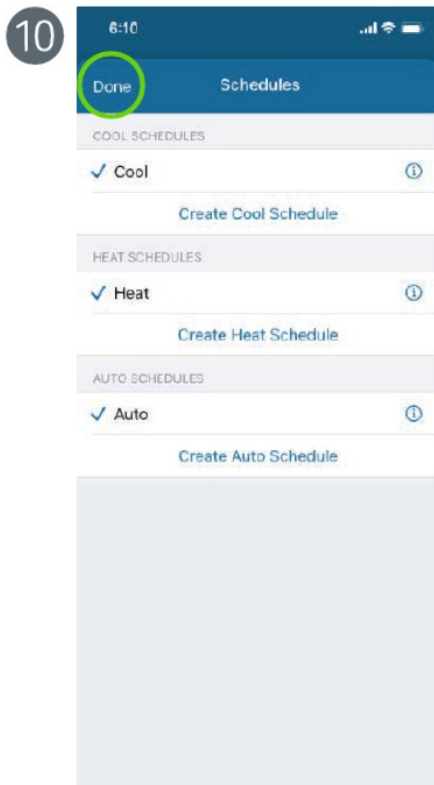 10
6:10
Done
Schedules
COOL SCHEDULES
✓ Cool
Create Cool Schedule
HEAT SCHEDULES
✓ Heat
Create Heat Schedule
AUTO SCHEDULES
✓ Auto
Create Auto Schedule